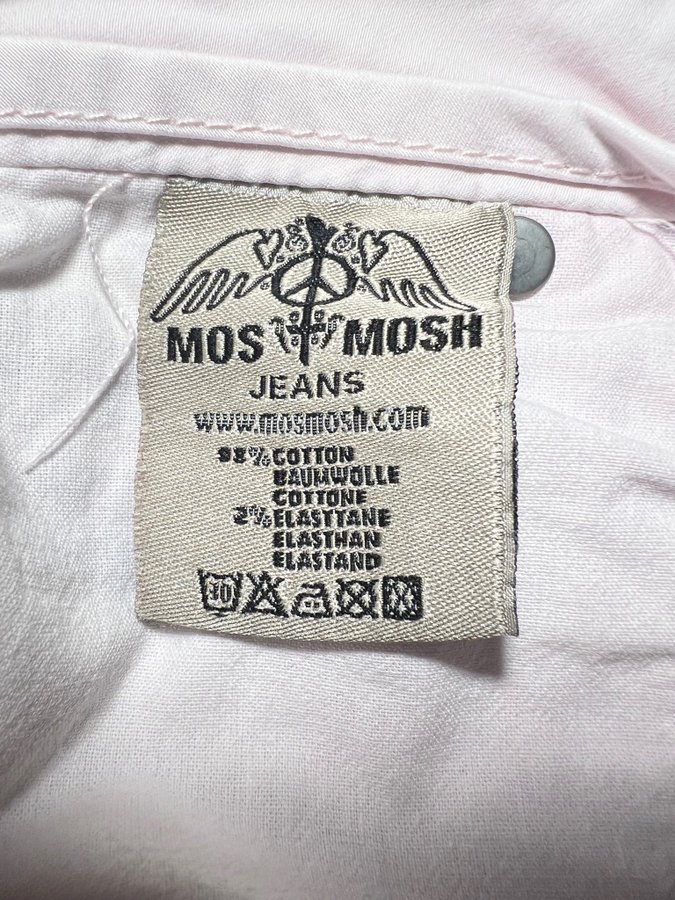 MOS MOSH
JEANS
www.mosmosh.com
98% COTTON
BAUMWOLLE
COTTONE
2% ELASTTANE
ELASTHAN
ELASTAND
30